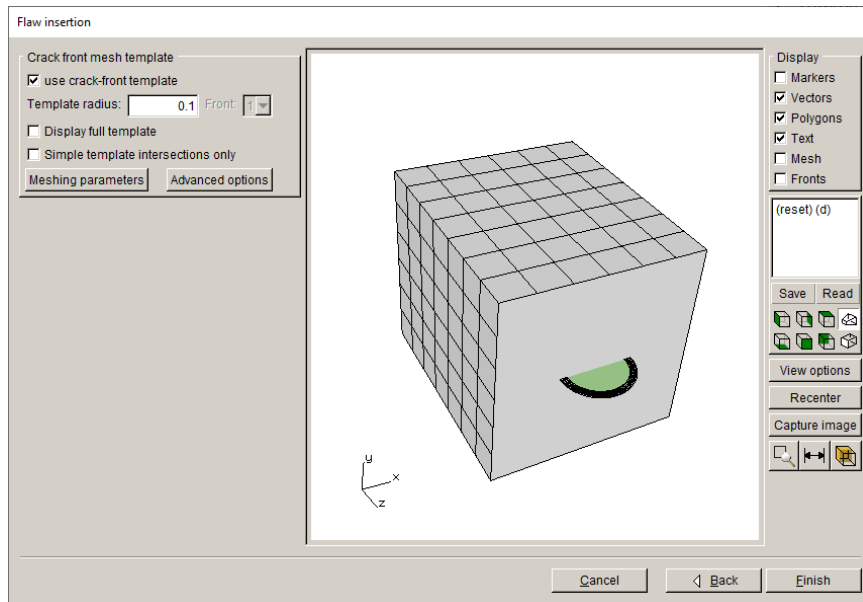 Flaw insertion
Crack front mesh template
use crack-front template
Template radius: 0.1 Front: 1
Display full template
Simple template intersections only
Meshing parameters Advanced options
y
x
z
Display
Markers
Vectors
Polygons
Text
Mesh
Fronts
(reset) (d)
Save Read
View options
Recenter
Capture image
Cancel Back Finish